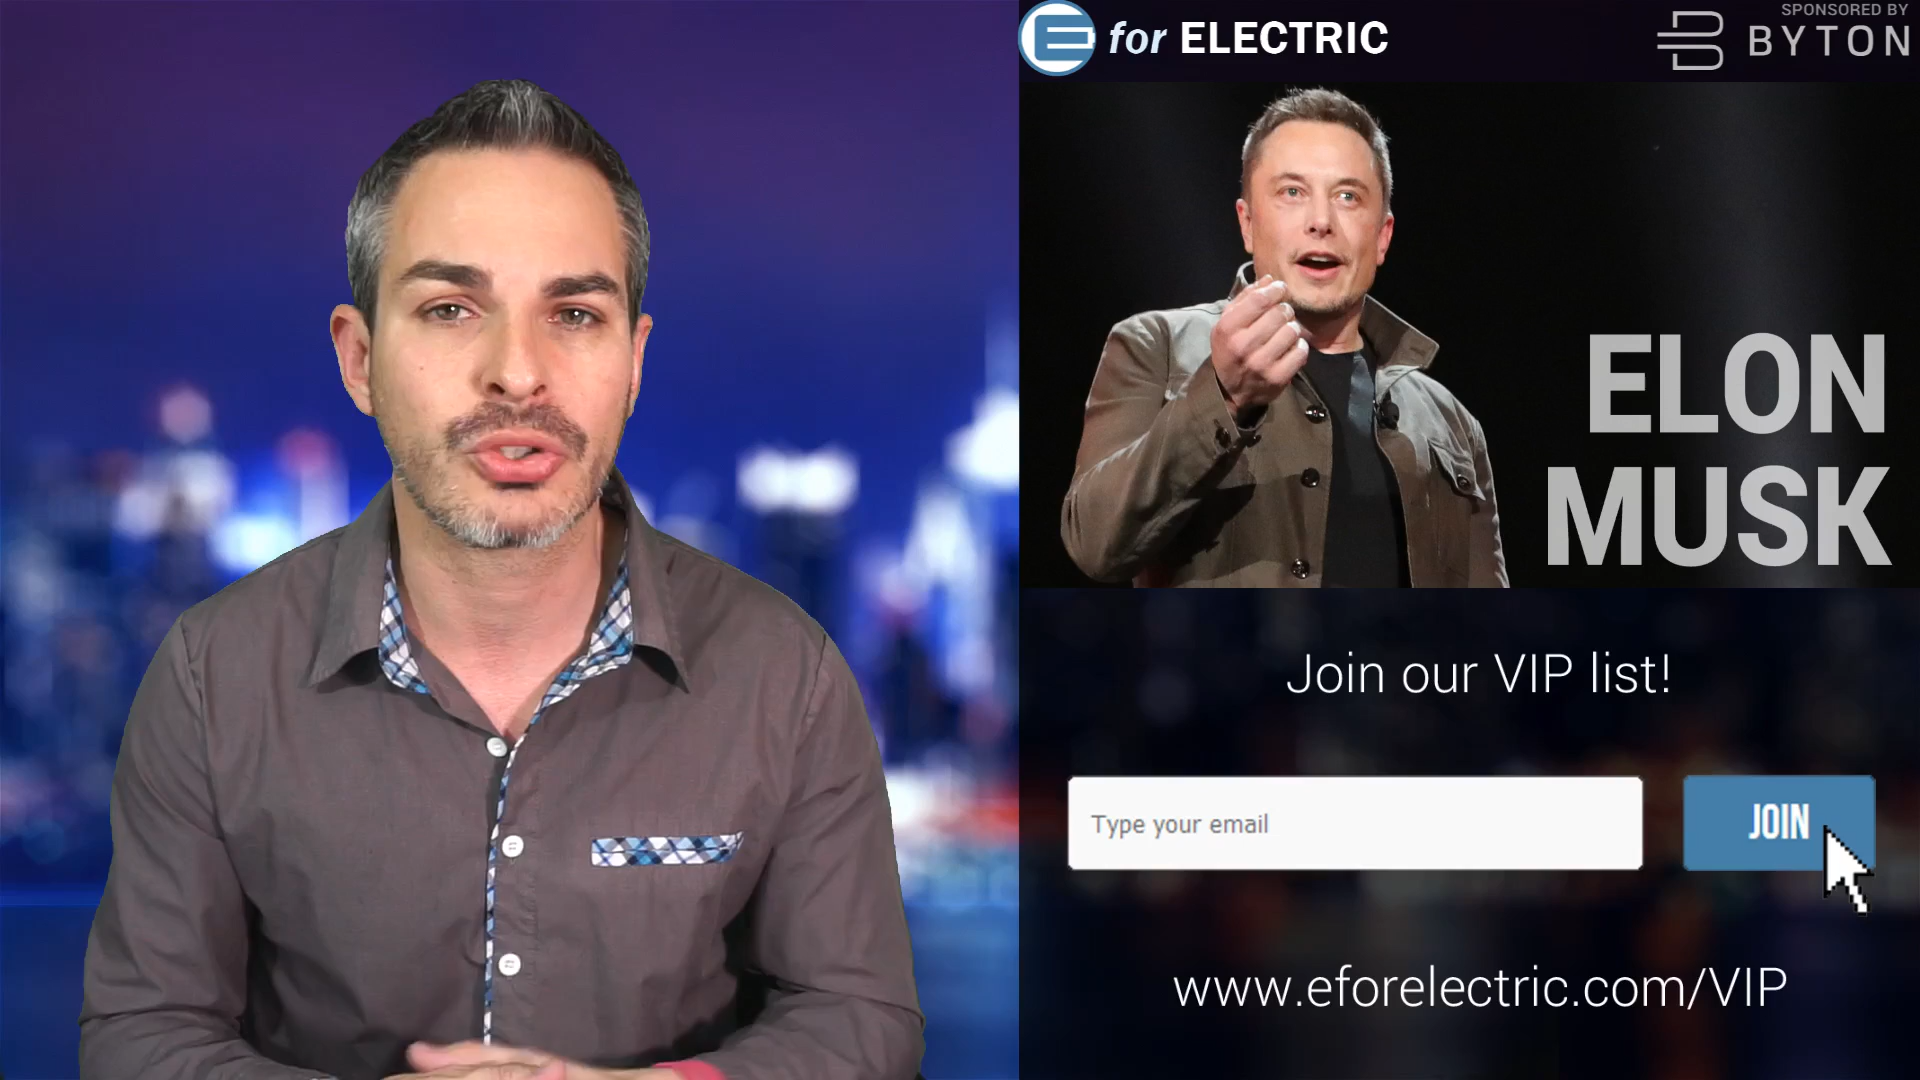 for ELECTRIC
SPONSORED BY
BYTON
ELON
MUSK
Join our VIP list!
Type your email
JOIN
www.eforelectric.com/VIP